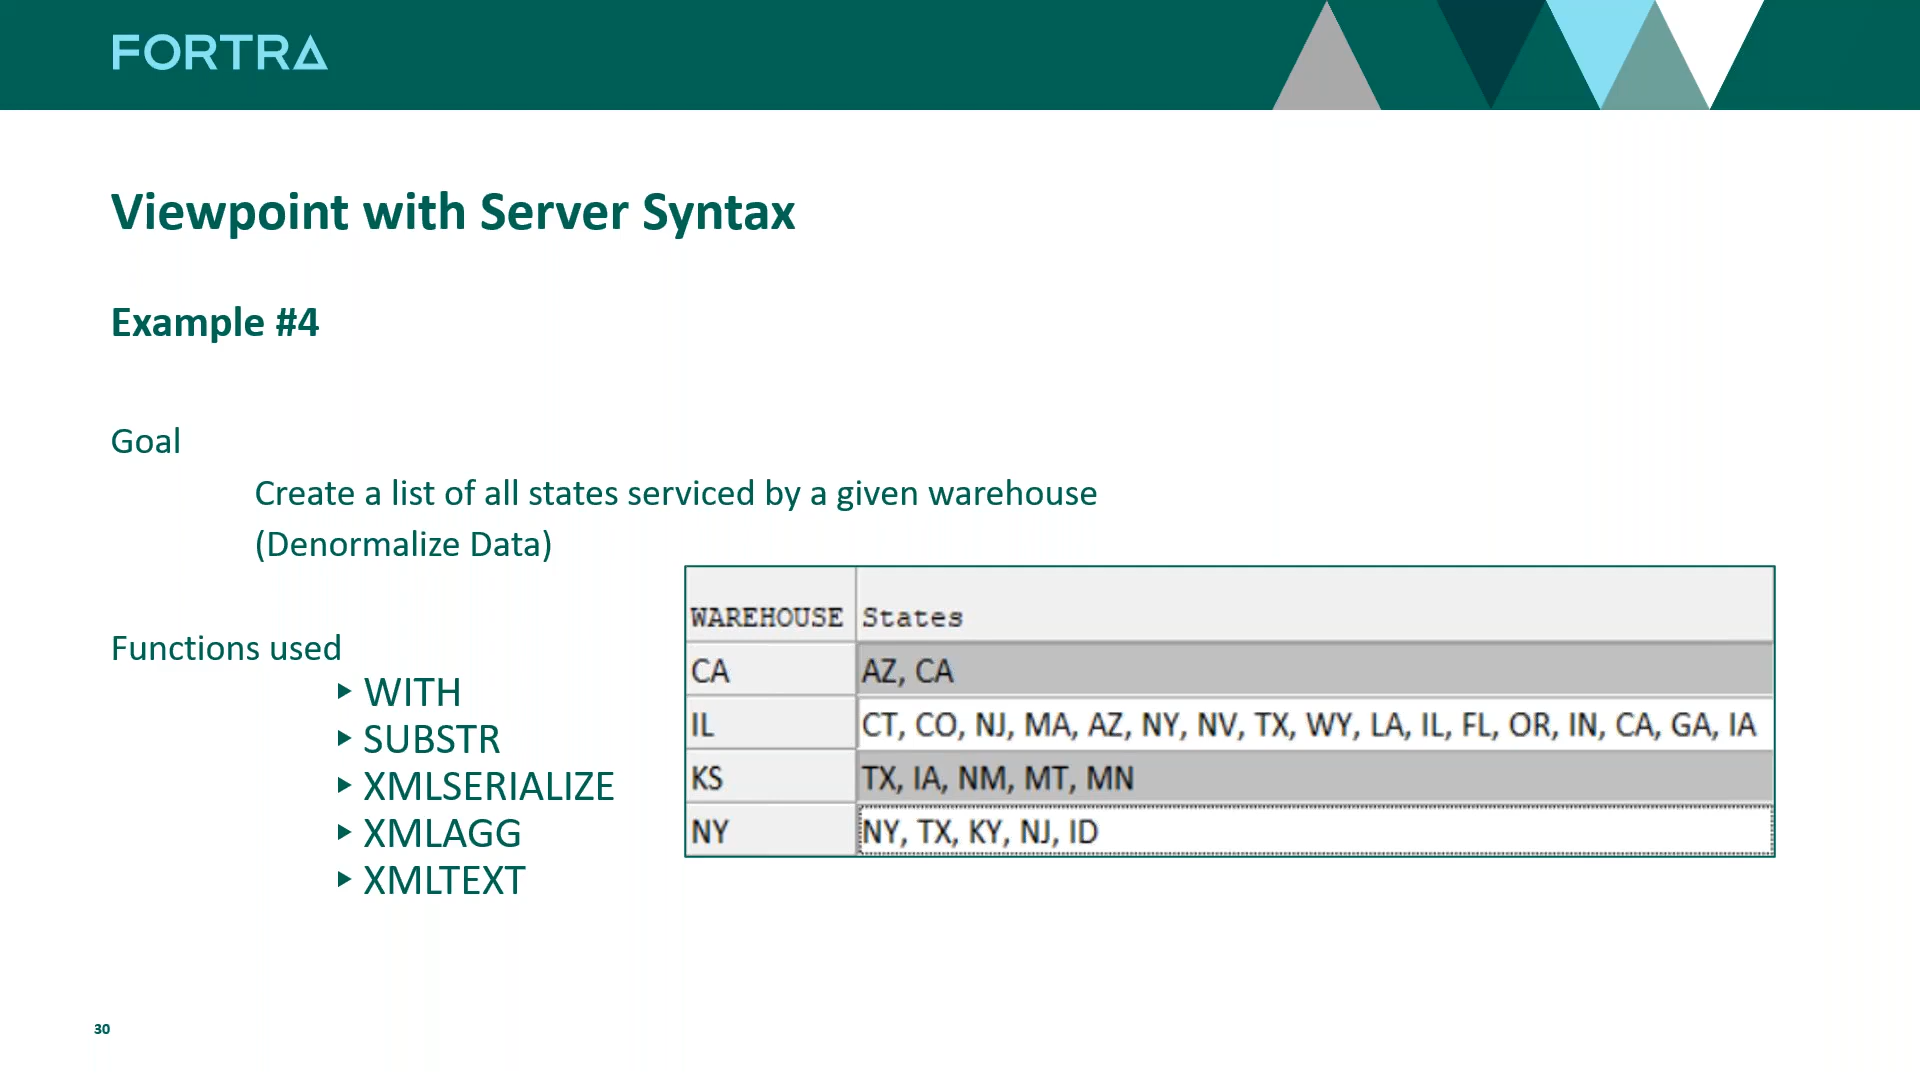 FORTRA
Viewpoint with Server Syntax
Example #4
Goal
Create a list of all states serviced by a given warehouse
(Denormalize Data)
Functions used
WITH
SUBSTR
XMLSERIALIZE
XMLAGG
XMLTEXT
WAREHOUSE States
CA AZ, CA
IL CT, CO, NJ, MA, AZ, NY, NV, TX, WY, LA, IL, FL, OR, IN, CA, GA, IA
KS TX, IA, NM, MT, MN
NY NY, TX, KY, NJ, ID
30